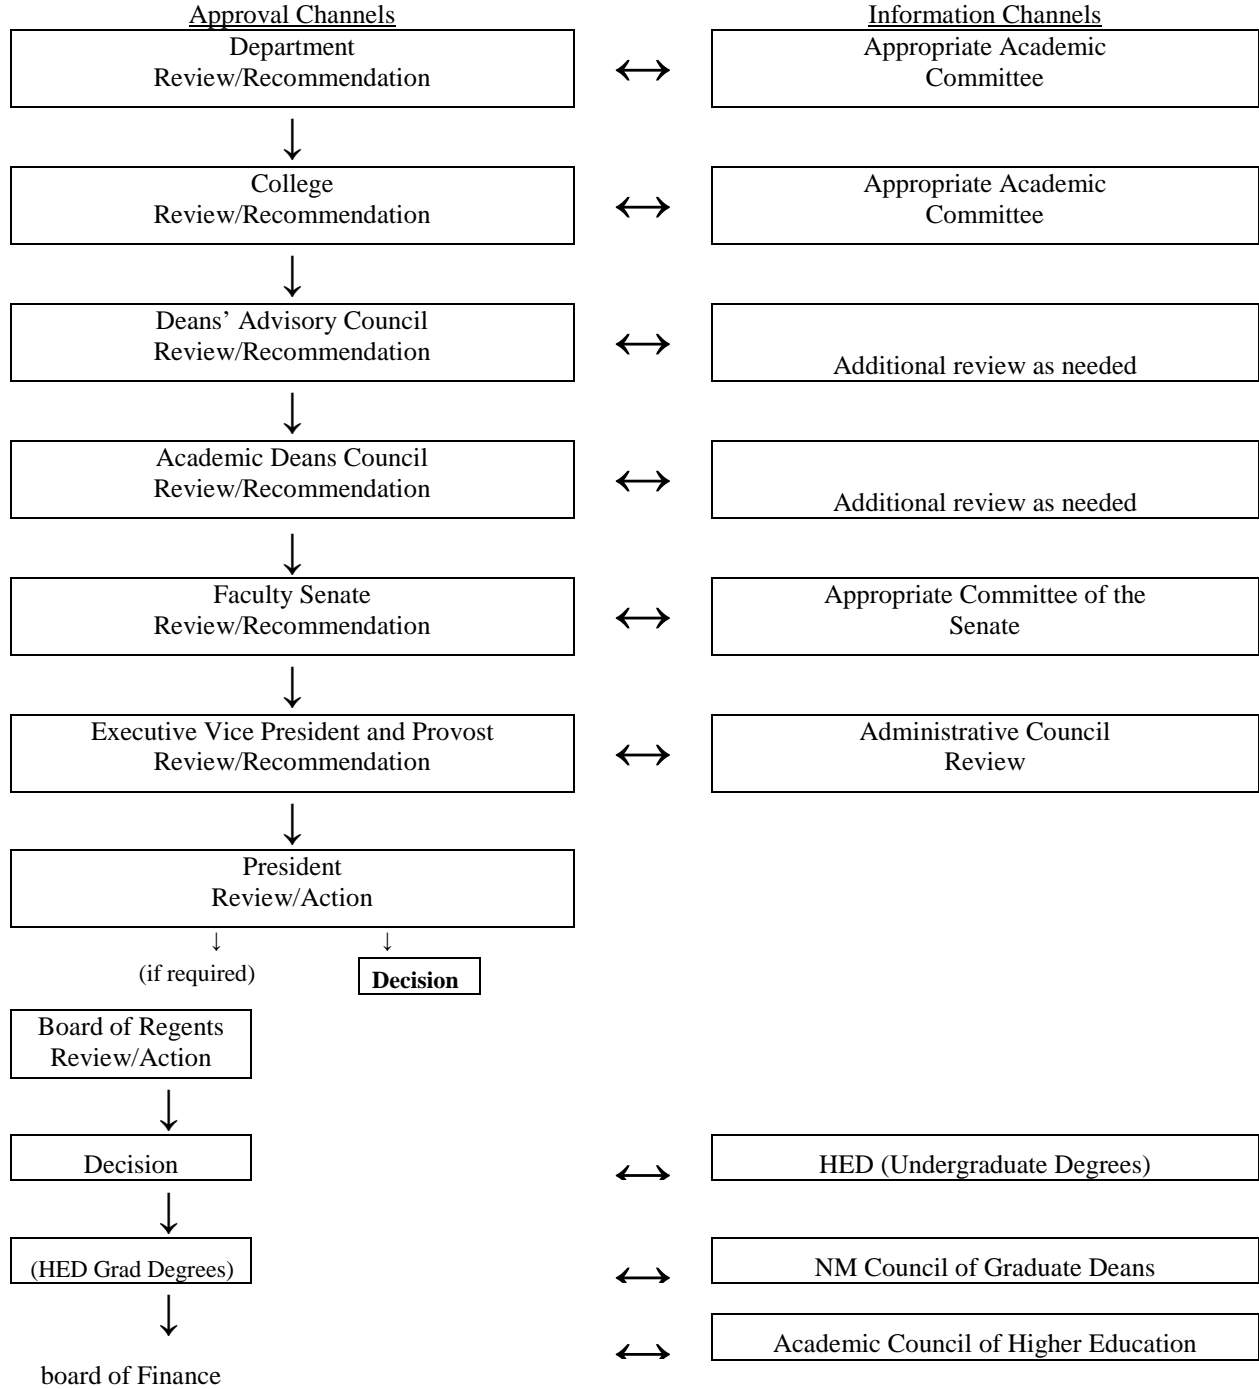 Approval Channels
Information Channels
Department
Review/Recommendation
Appropriate Academic
Committee
College
Review/Recommendation
Appropriate Academic
Committee
Deans’ Advisory Council
Review/Recommendation
Additional review as needed
Academic Deans Council
Review/Recommendation
Additional review as needed
Faculty Senate
Review/Recommendation
Appropriate Committee of the
Senate
Executive Vice President and Provost
Review/Recommendation
Administrative Council
Review
President
Review/Action
(if required)
Decision
Board of Regents
Review/Action
Decision
HED (Undergraduate Degrees)
(HED Grad Degrees)
NM Council of Graduate Deans
Academic Council of Higher Education
board of Finance